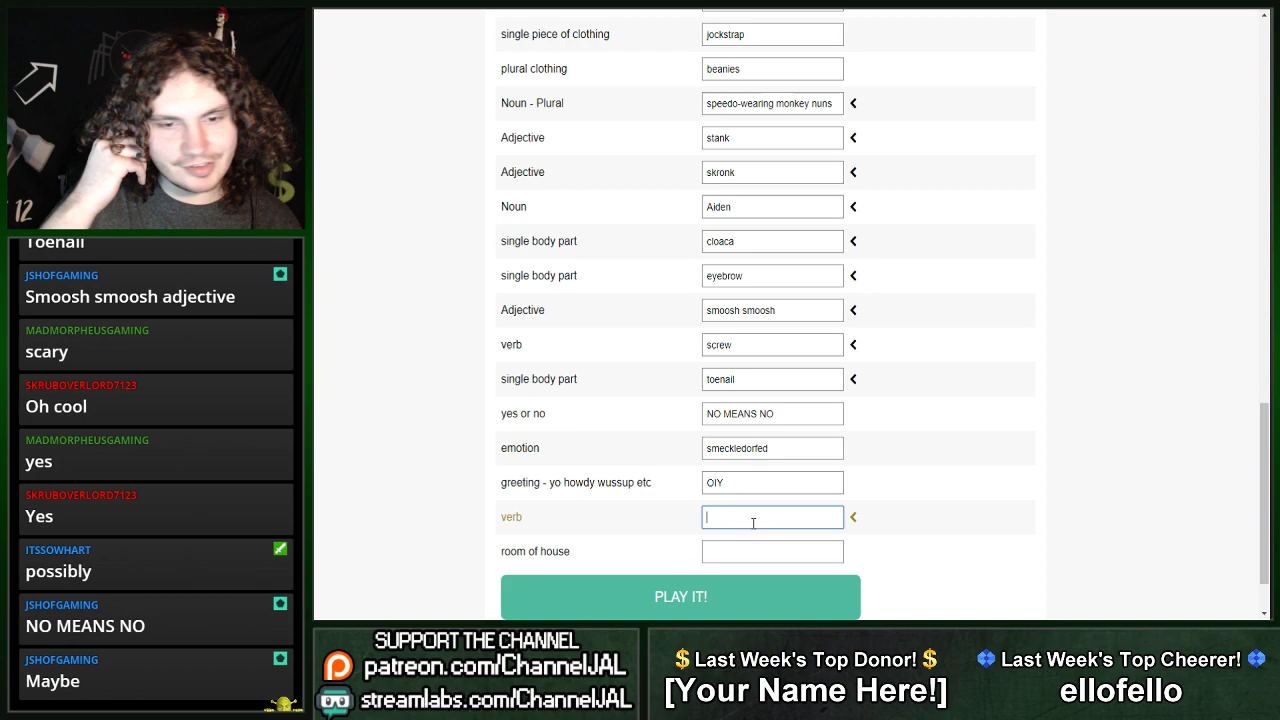 12
$
Toenail
JSHOFGAMING
Smoosh smoosh adjective
MADMORPHEUSGAMING
scary
SKRUBOVERLORD7123
Oh cool
MADMORPHEUSGAMING
yes
SKRUBOVERLORD7123
Yes
ITSSOWHART
possibly
JSHOFGAMING
NO MEANS NO
JSHOFGAMING
Maybe
single piece of clothing jockstrap
plural clothing beanies
Noun - Plural speedo-wearing monkey nuns
Adjective stank
Adjective skronk
Noun Aiden
single body part cloaca
single body part eyebrow
Adjective smoosh smoosh
verb screw
single body part toenail
yes or no NO MEANS NO
emotion smeckledorfed
greeting - yo howdy wussup etc OIY
verb
room of house
PLAY IT!
SUPPORT THE CHANNEL
patreon.com/ChannelJAL
streamlabs.com/ChannelJAL
$ Last Week's Top Donor! $
[Your Name Here!]
Last Week's Top Cheerer!
ellofello